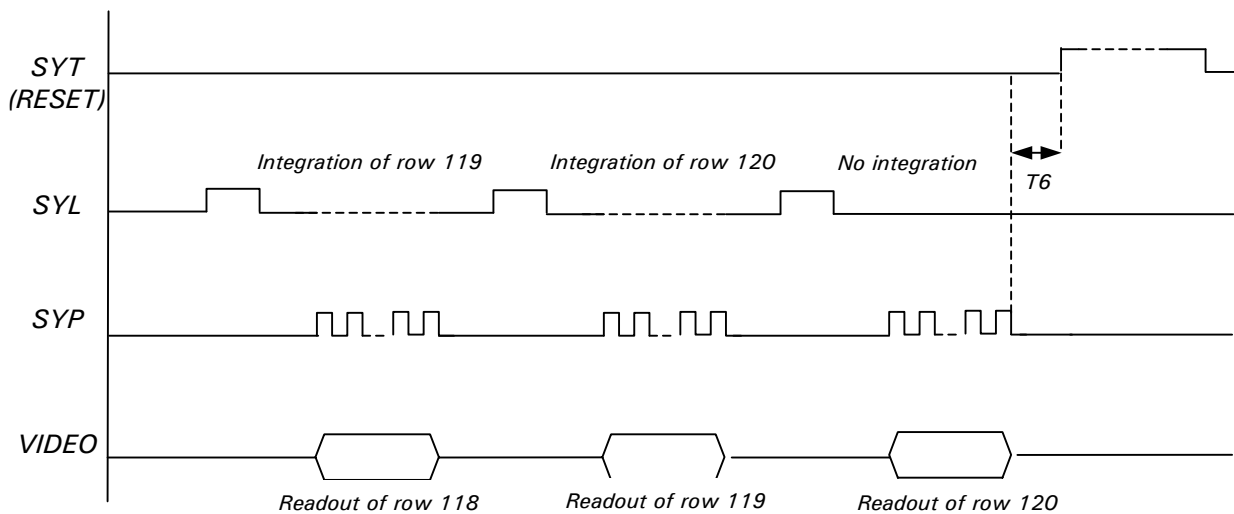 SYT
(RESET)
Integration of row 119
Integration of row 120
No integration
T6
SYL
SYP
VIDEO
Readout of row 118
Readout of row 119
Readout of row 120